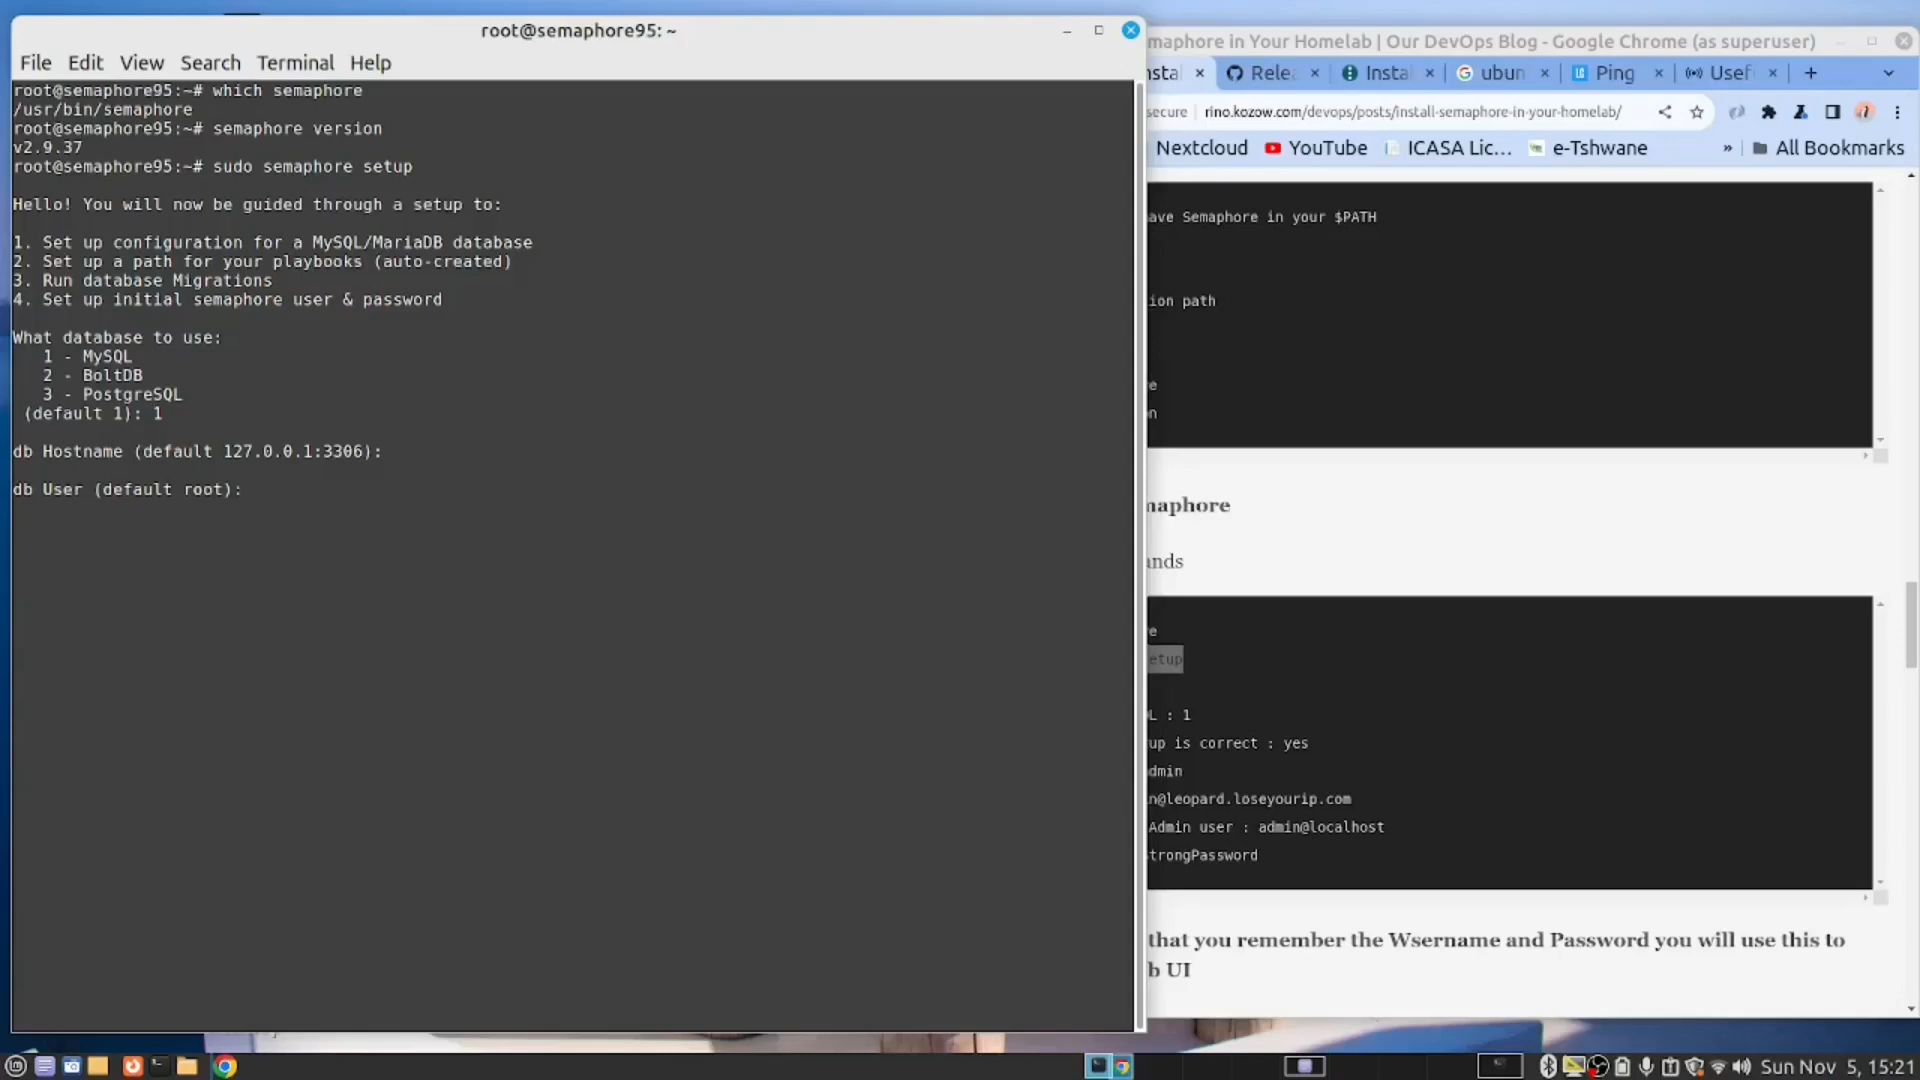 root@semaphore95: ~
File Edit View Search Terminal Help
root@semaphore95:~# which semaphore
/usr/bin/semaphore
root@semaphore95:~# semaphore version
v2.9.37
root@semaphore95:~# sudo semaphore setup
Hello! You will now be guided through a setup to:
1. Set up configuration for a MySQL/MariaDB database
2. Set up a path for your playbooks (auto-created)
3. Run database Migrations
4. Set up initial semaphore user & password
What database to use:
1 - MySQL
2 - BoltDB
3 - PostgreSQL
(default 1): 1
db Hostname (default 127.0.0.1:3306):
db User (default root):
maphore in Your Homelab | Our DevOps Blog - Google Chrome (as superuser)
nsta Relea Insta ubun Ping Usef
secure rino.kozow.com/devops/posts/install-semaphore-in-your-homelab/
Nextcloud YouTube ICASA Lic... e-Tshwane » All Bookmarks
ave Semaphore in your $PATH
ion path
e
n
maphore
ands
e
etup
L : 1
up is correct : yes
dmin
n@leopard.loseyourip.com
Admin user : admin@localhost
trongPassword
that you remember the Wsername and Password you will use this to
b UI
Sun Nov 5, 15:21